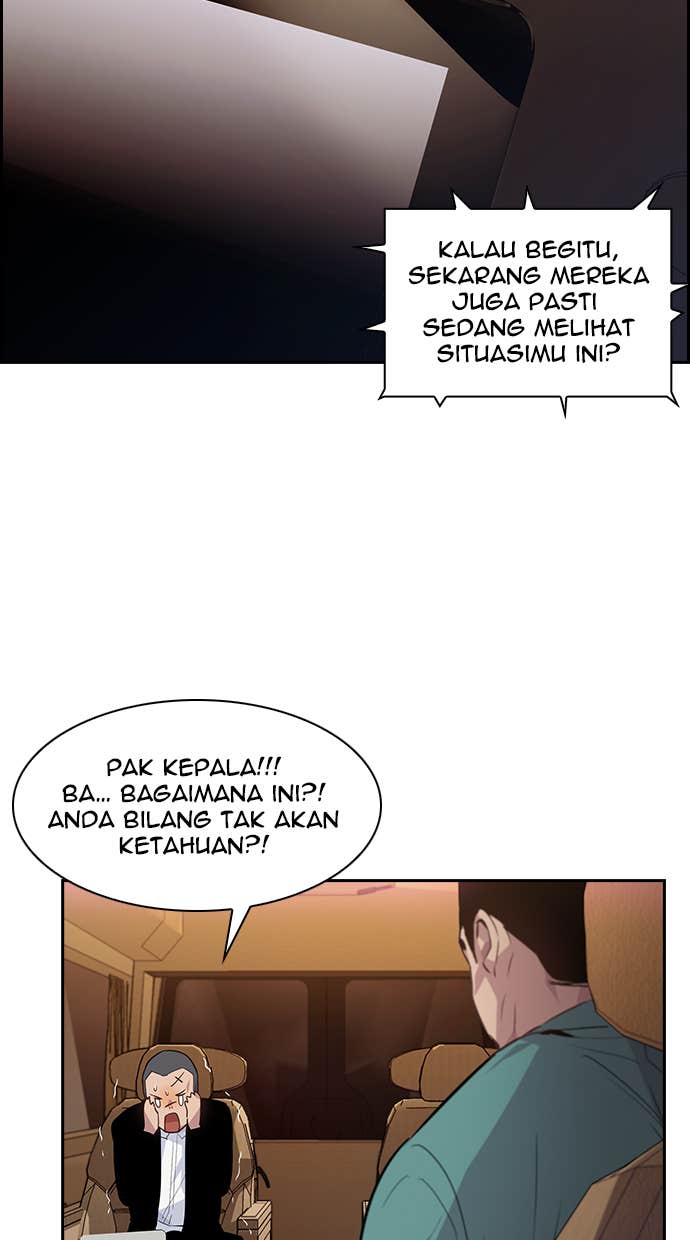 KALAU BEGITU,
SEKARANG MEREKA
JUGA PASTI
SEDANG MELIHAT
SITUASIMU INI?
PAK KEPALA!!!
BA... BAGAIMANA INI?!
ANDA BILANG TAK AKAN
KETAHUAN?!